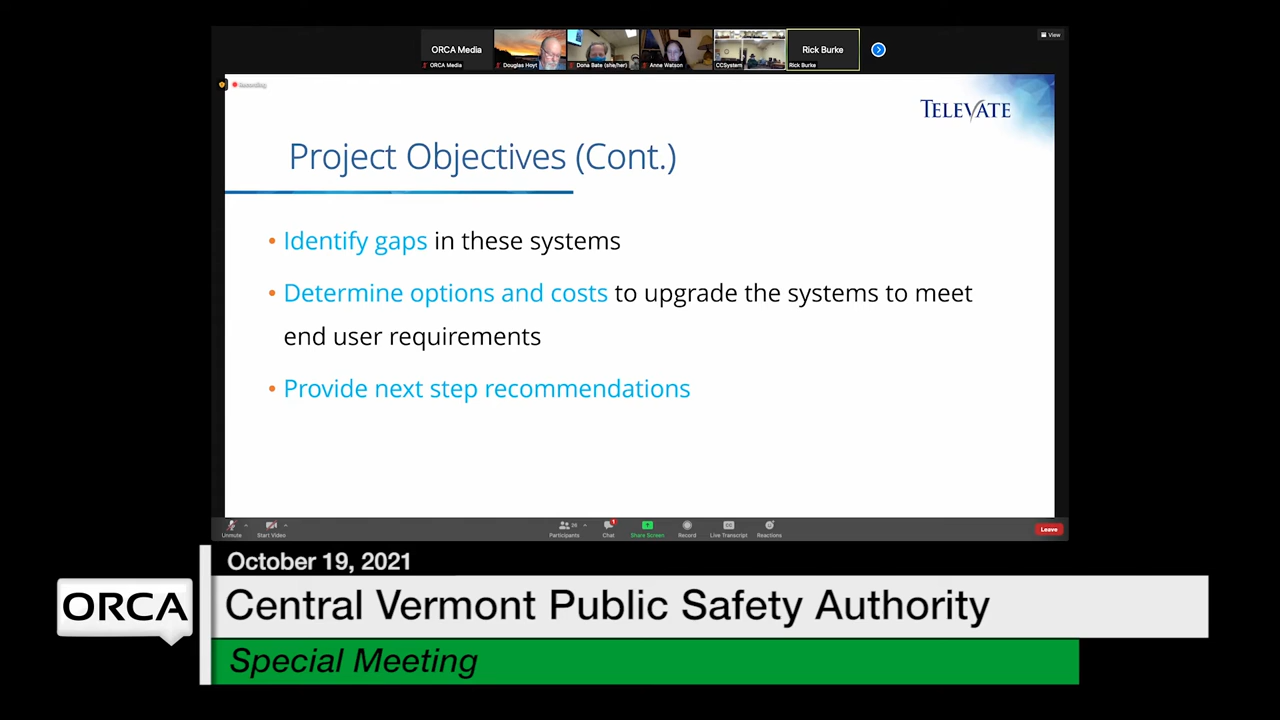 View
ORCA Media
Rick Burke
ORCA Media
Douglas Hoyt
Dona Bate (she/her)
Anne Watson
CCSystem
Rick Burke
Recording
TELEVATE
Project Objectives (Cont.)
• Identify gaps in these systems
• Determine options and costs to upgrade the systems to meet
end user requirements
• Provide next step recommendations
Unmute
Start Video
Participants
Chat
Share Screen
Record
Live Transcript
Reactions
Leave
October 19, 2021
ORCA
Central Vermont Public Safety Authority
Special Meeting